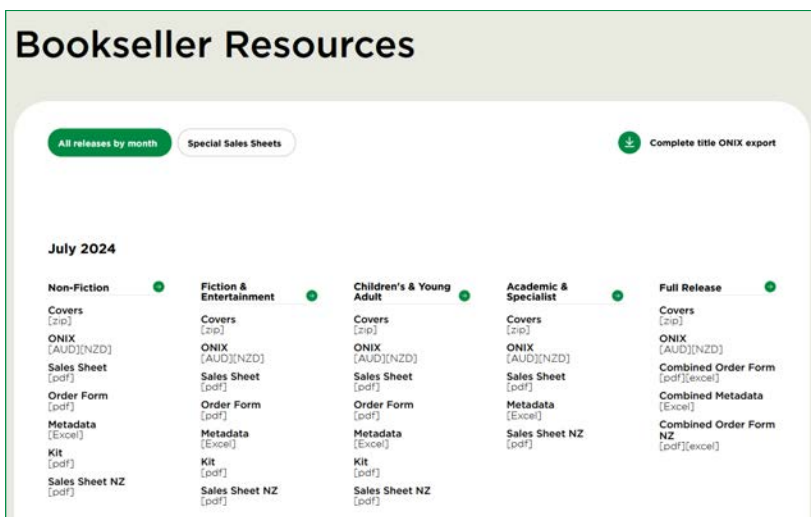 Bookseller Resources
All releases by month
Special Sales Sheets
Complete title ONIX export
July 2024
Non-Fiction
Covers
[zip]
ONIX
[AUD][NZD]
Sales Sheet
[pdf]
Order Form
[pdf]
Metadata
[Excel]
Kit
[pdf]
Sales Sheet NZ
[pdf]
Fiction &
Entertainment
Covers
[zip]
ONIX
[AUD][NZD]
Sales Sheet
[pdf]
Order Form
[pdf]
Metadata
[Excel]
Kit
[pdf]
Sales Sheet NZ
[pdf]
Children's & Young
Adult
Covers
[zip]
ONIX
[AUD][NZD]
Sales Sheet
[pdf]
Order Form
[pdf]
Metadata
[Excel]
Kit
[pdf]
Sales Sheet NZ
[pdf]
Academic &
Specialist
Covers
[zip]
ONIX
[AUD][NZD]
Sales Sheet
[pdf]
Metadata
[Excel]
Sales Sheet NZ
[pdf]
Full Release
Covers
[zip]
ONIX
[AUD][NZD]
Combined Order Form
[pdf][excel]
Combined Metadata
[Excel]
Combined Order Form
NZ
[pdf][excel]